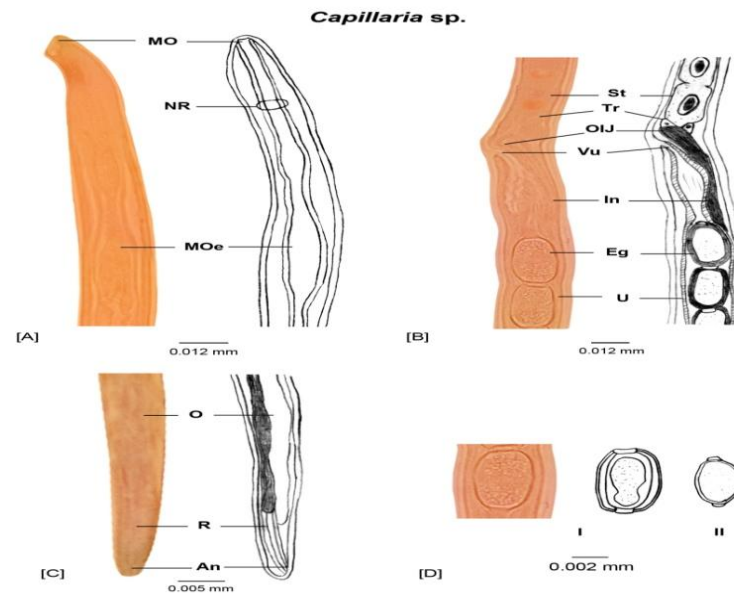 Capillaria sp.
MO
NR
MOe
[A]
0.012 mm
St
Tr
OIJ
Vu
In
Eg
U
[B]
0.012 mm
O
R
An
[C]
0.005 mm
I
II
[D]
0.002 mm